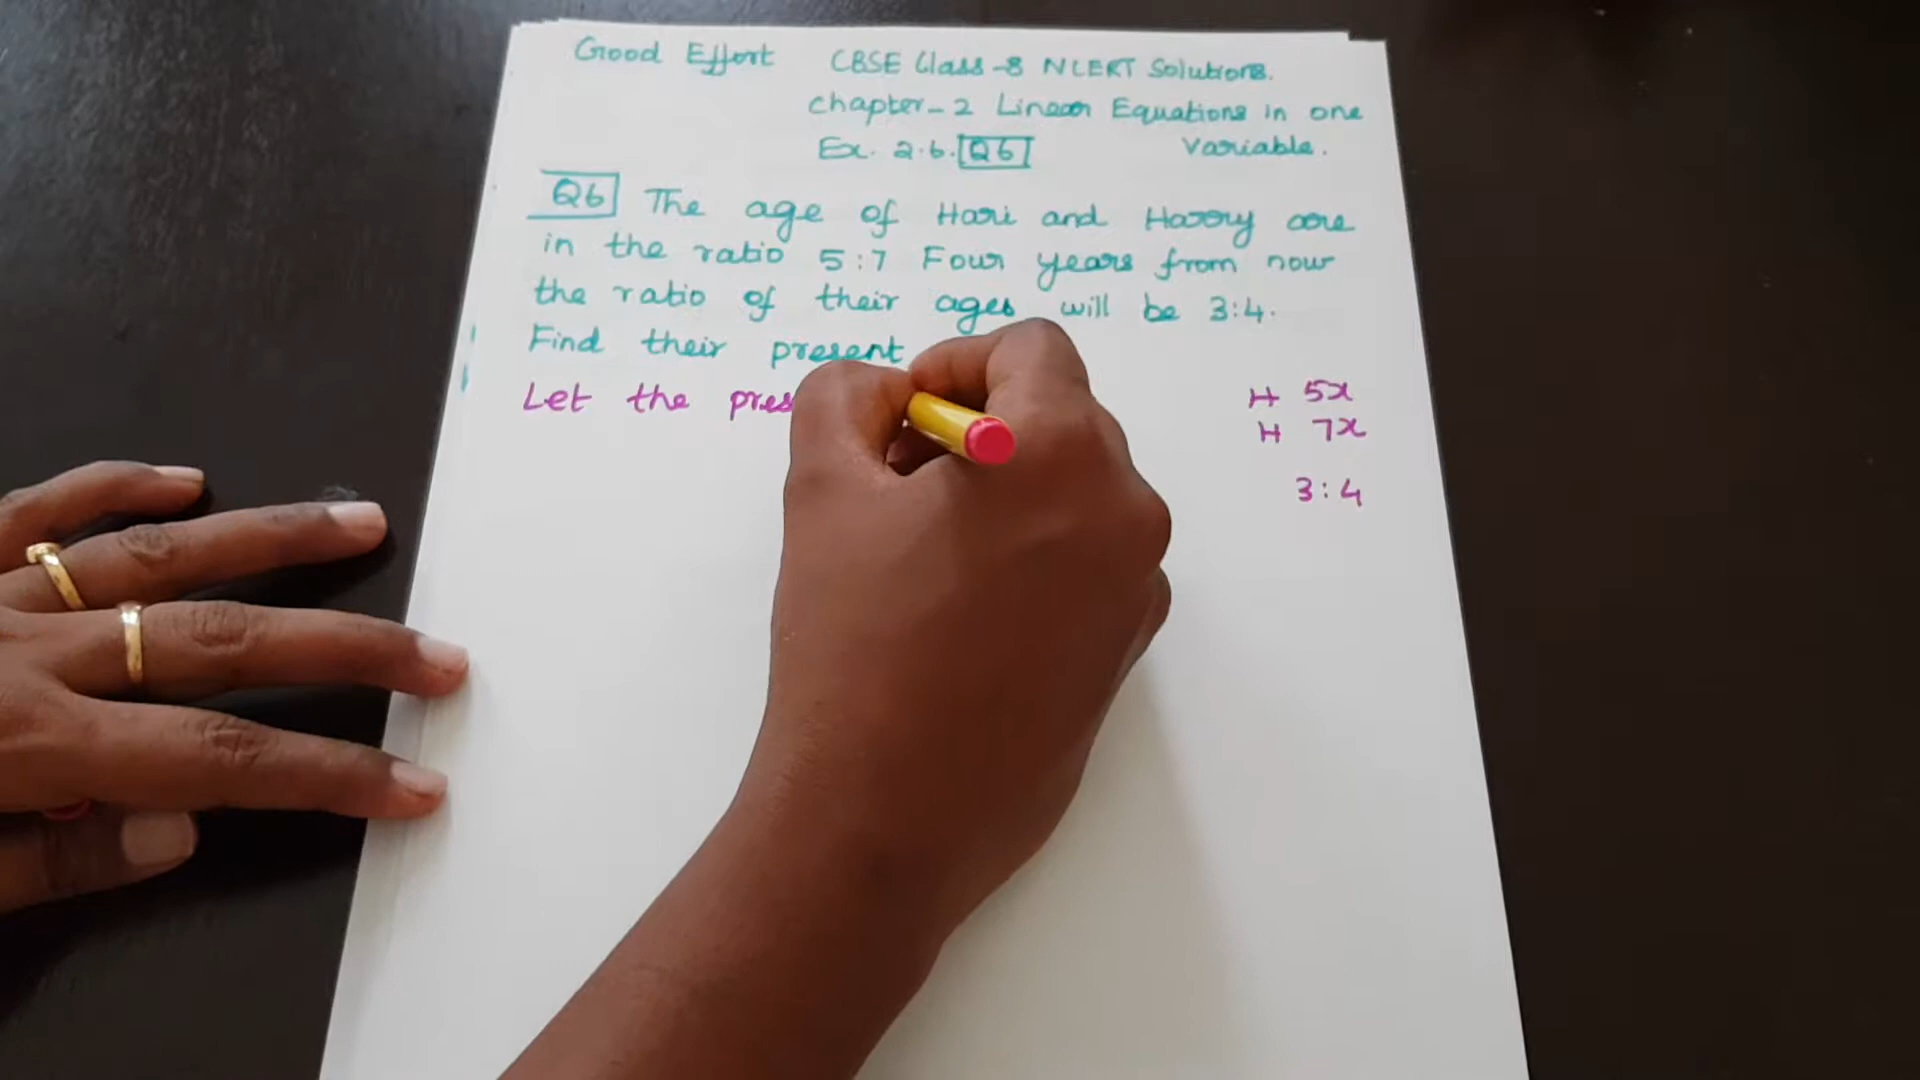 Good Effort CBSE Class-8 NCERT Solutions.
Chapter-2 Linear Equations in one
Ex. 2.6. Q6 Variable.
Q6 The age of Hari and Harry are
in the ratio 5:7 Four years from now
the ratio of their ages will be 3:4.
Find their present
Let the pres H 5x
H 7x
3:4